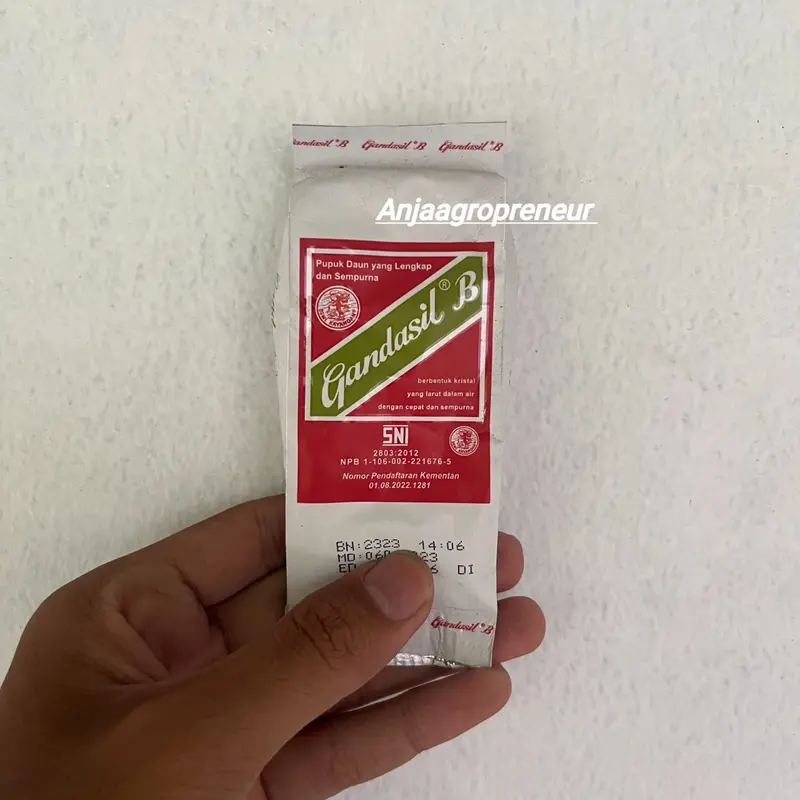 Gandasil®B Gandasil®B Gandasil®B
Anjaagropreneur
Pupuk Daun yang Lengkap
dan Sempurna
Gandasil® B
berbentuk kristal
yang larut dalam air
dengan cepat dan sempurna
SNI
2803:2012
NPB 1-106-002-221676-5
Nomor Pendaftaran Kementan
01.08.2022.1281
BN:2323 14:06
MD:
ED DI
Gandasil®B